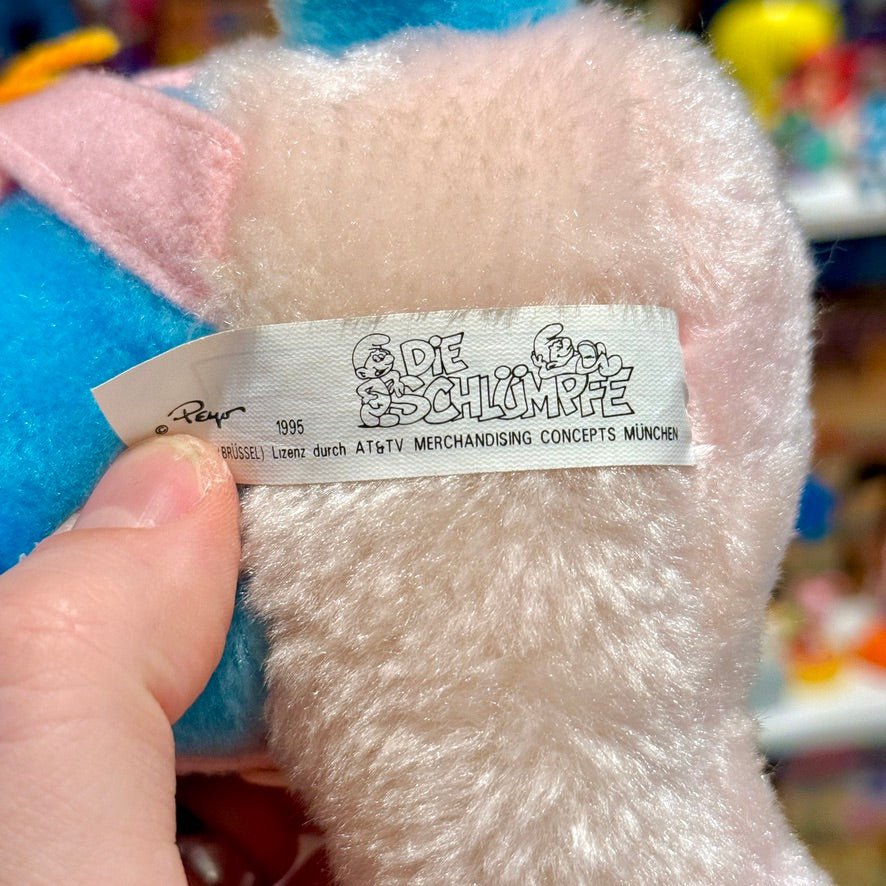 DiE
SCHLÜMPFE
© Peyo 1995
(BRÜSSEL) Lizenz durch AT&TV MERCHANDISING CONCEPTS MÜNCHEN